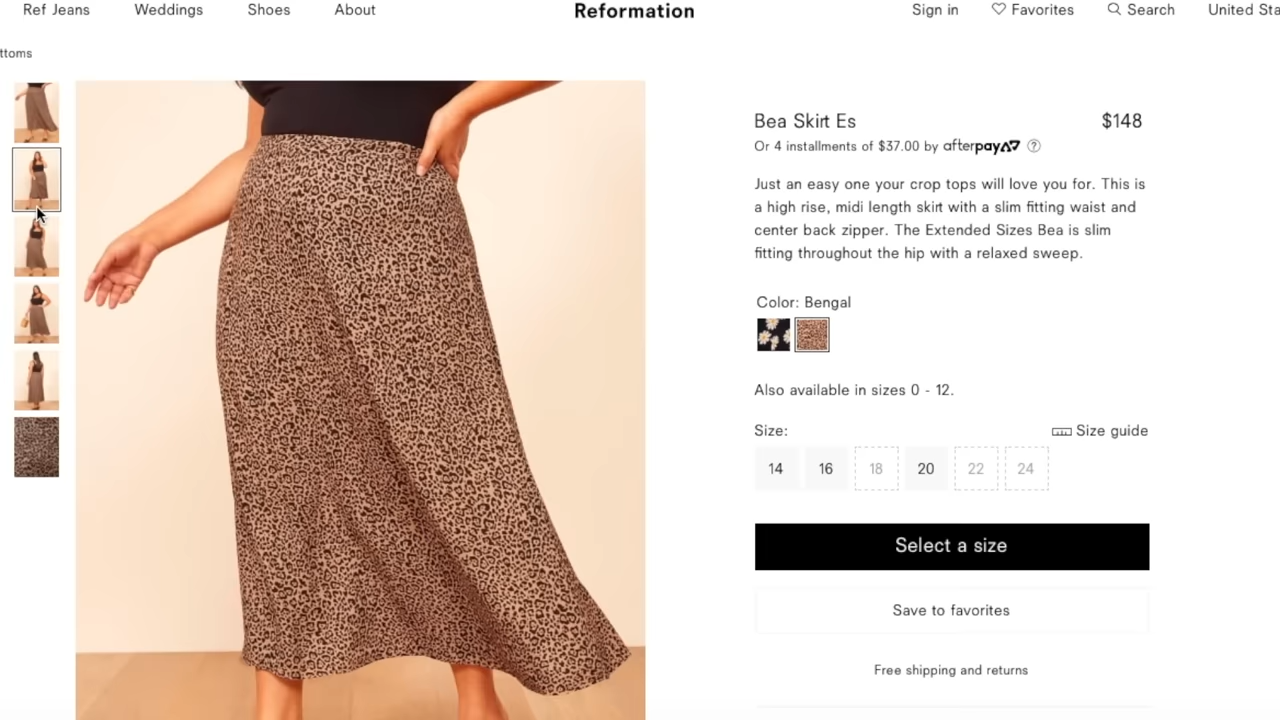 Ref Jeans Weddings Shoes About Reformation Sign in Favorites Search United Sta
ttoms
Bea Skirt Es $148
Or 4 installments of $37.00 by afterpay ?
Just an easy one your crop tops will love you for. This is
a high rise, midi length skirt with a slim fitting waist and
center back zipper. The Extended Sizes Bea is slim
fitting throughout the hip with a relaxed sweep.
Color: Bengal
Also available in sizes 0 - 12.
Size: Size guide
14 16 18 20 22 24
Select a size
Save to favorites
Free shipping and returns